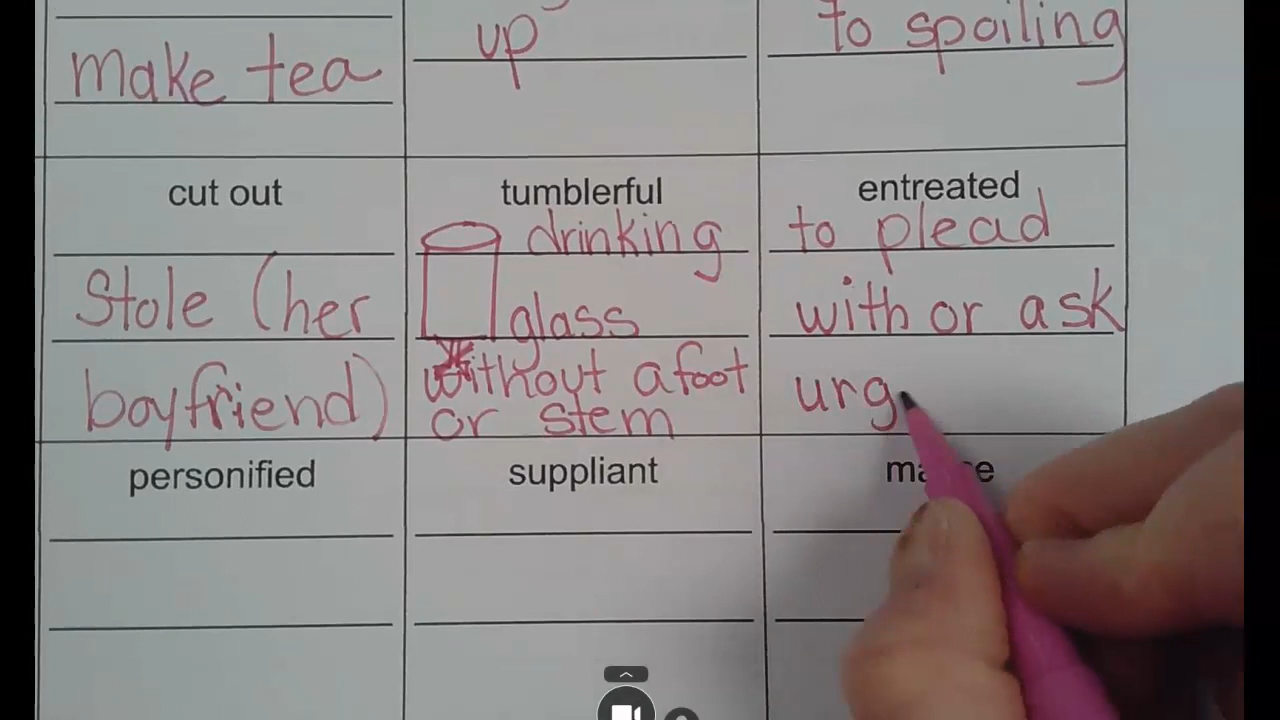 make tea
up
to spoiling
cut out
Stole (her
boyfriend)
tumblerful
drinking
glass
without a foot
or stem
entreated
to plead
with or ask
urg
personified
suppliant